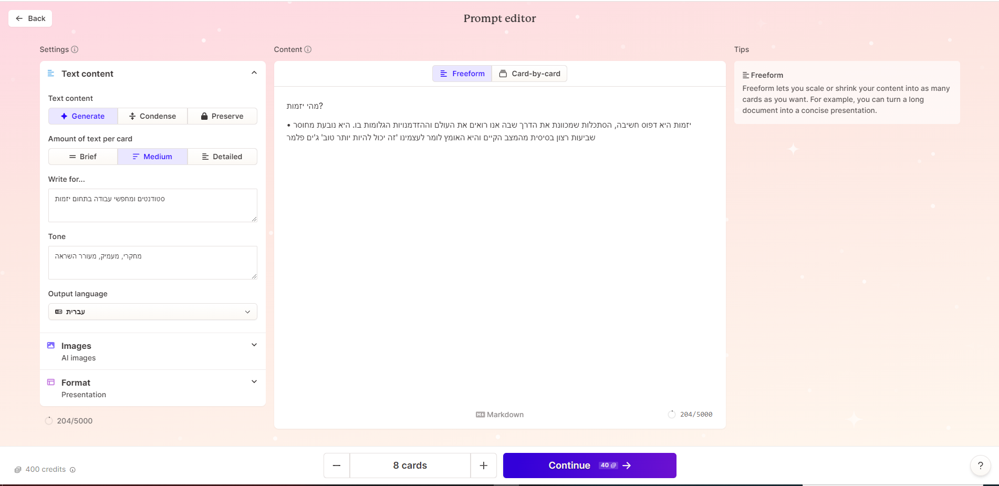 Back
Prompt editor
Settings
Text content
Text content
Generate
Condense
Preserve
Amount of text per card
Brief
Medium
Detailed
Write for...
סטודנטים ומחפשי עבודה בתחום יזמות
Tone
מחקרי, מעמיק, מעורר השראה
Output language
עברית
Images
AI images
Format
Presentation
204/5000
Content
Freeform
Card-by-card
מהי יזמות?
• יזמות היא דפוס חשיבה, הסתכלות שמכוונת את הדרך שבה אנו רואים את העולם וההזדמנויות הגלומות בו. היא נובעת מחוסר
שביעות רצון בסיסית מהמצב הקיים והיא האומץ לומר לעצמינו 'זה יכול להיות יותר טוב' ג'ים פלמר
Markdown
204/5000
Tips
Freeform
Freeform lets you scale or shrink your content into as many
cards as you want. For example, you can turn a long
document into a concise presentation.
400 credits
8 cards
Continue 40
?